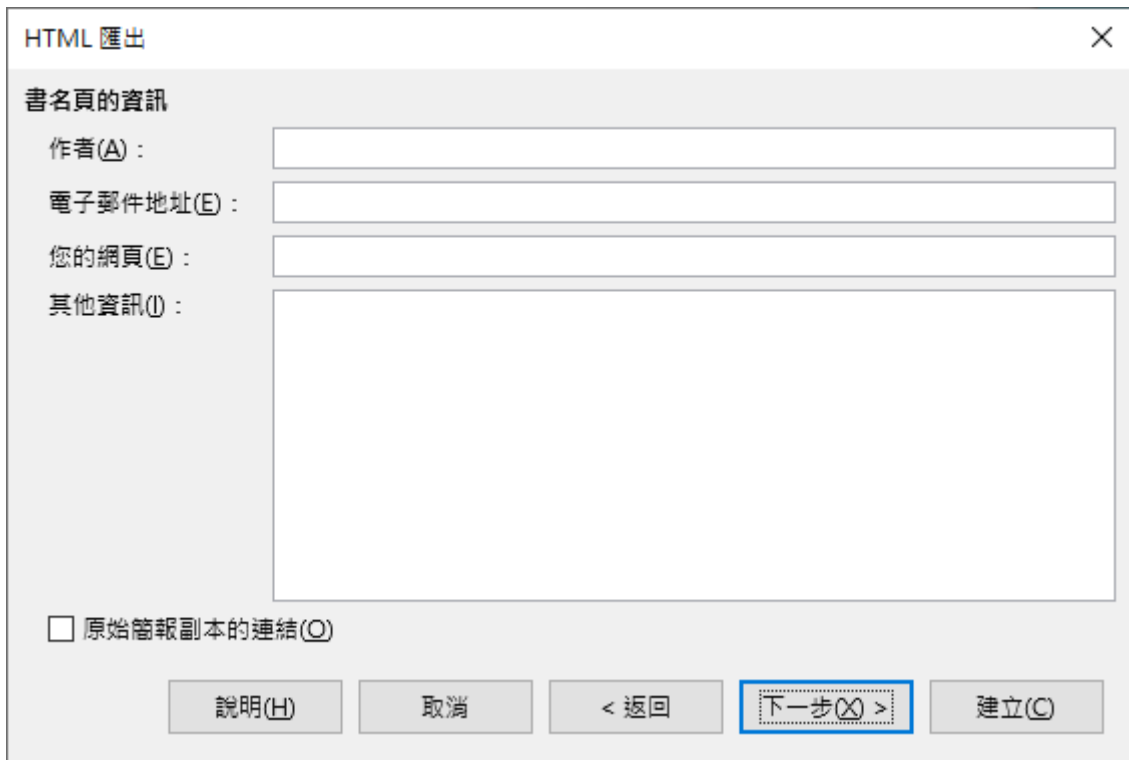 HTML 匯出
書名頁的資訊
作者(A)：
電子郵件地址(E)：
您的網頁(E)：
其他資訊(I)：
原始簡報副本的連結(O)
說明(H) 取消 < 返回 下一步(X) > 建立(C)